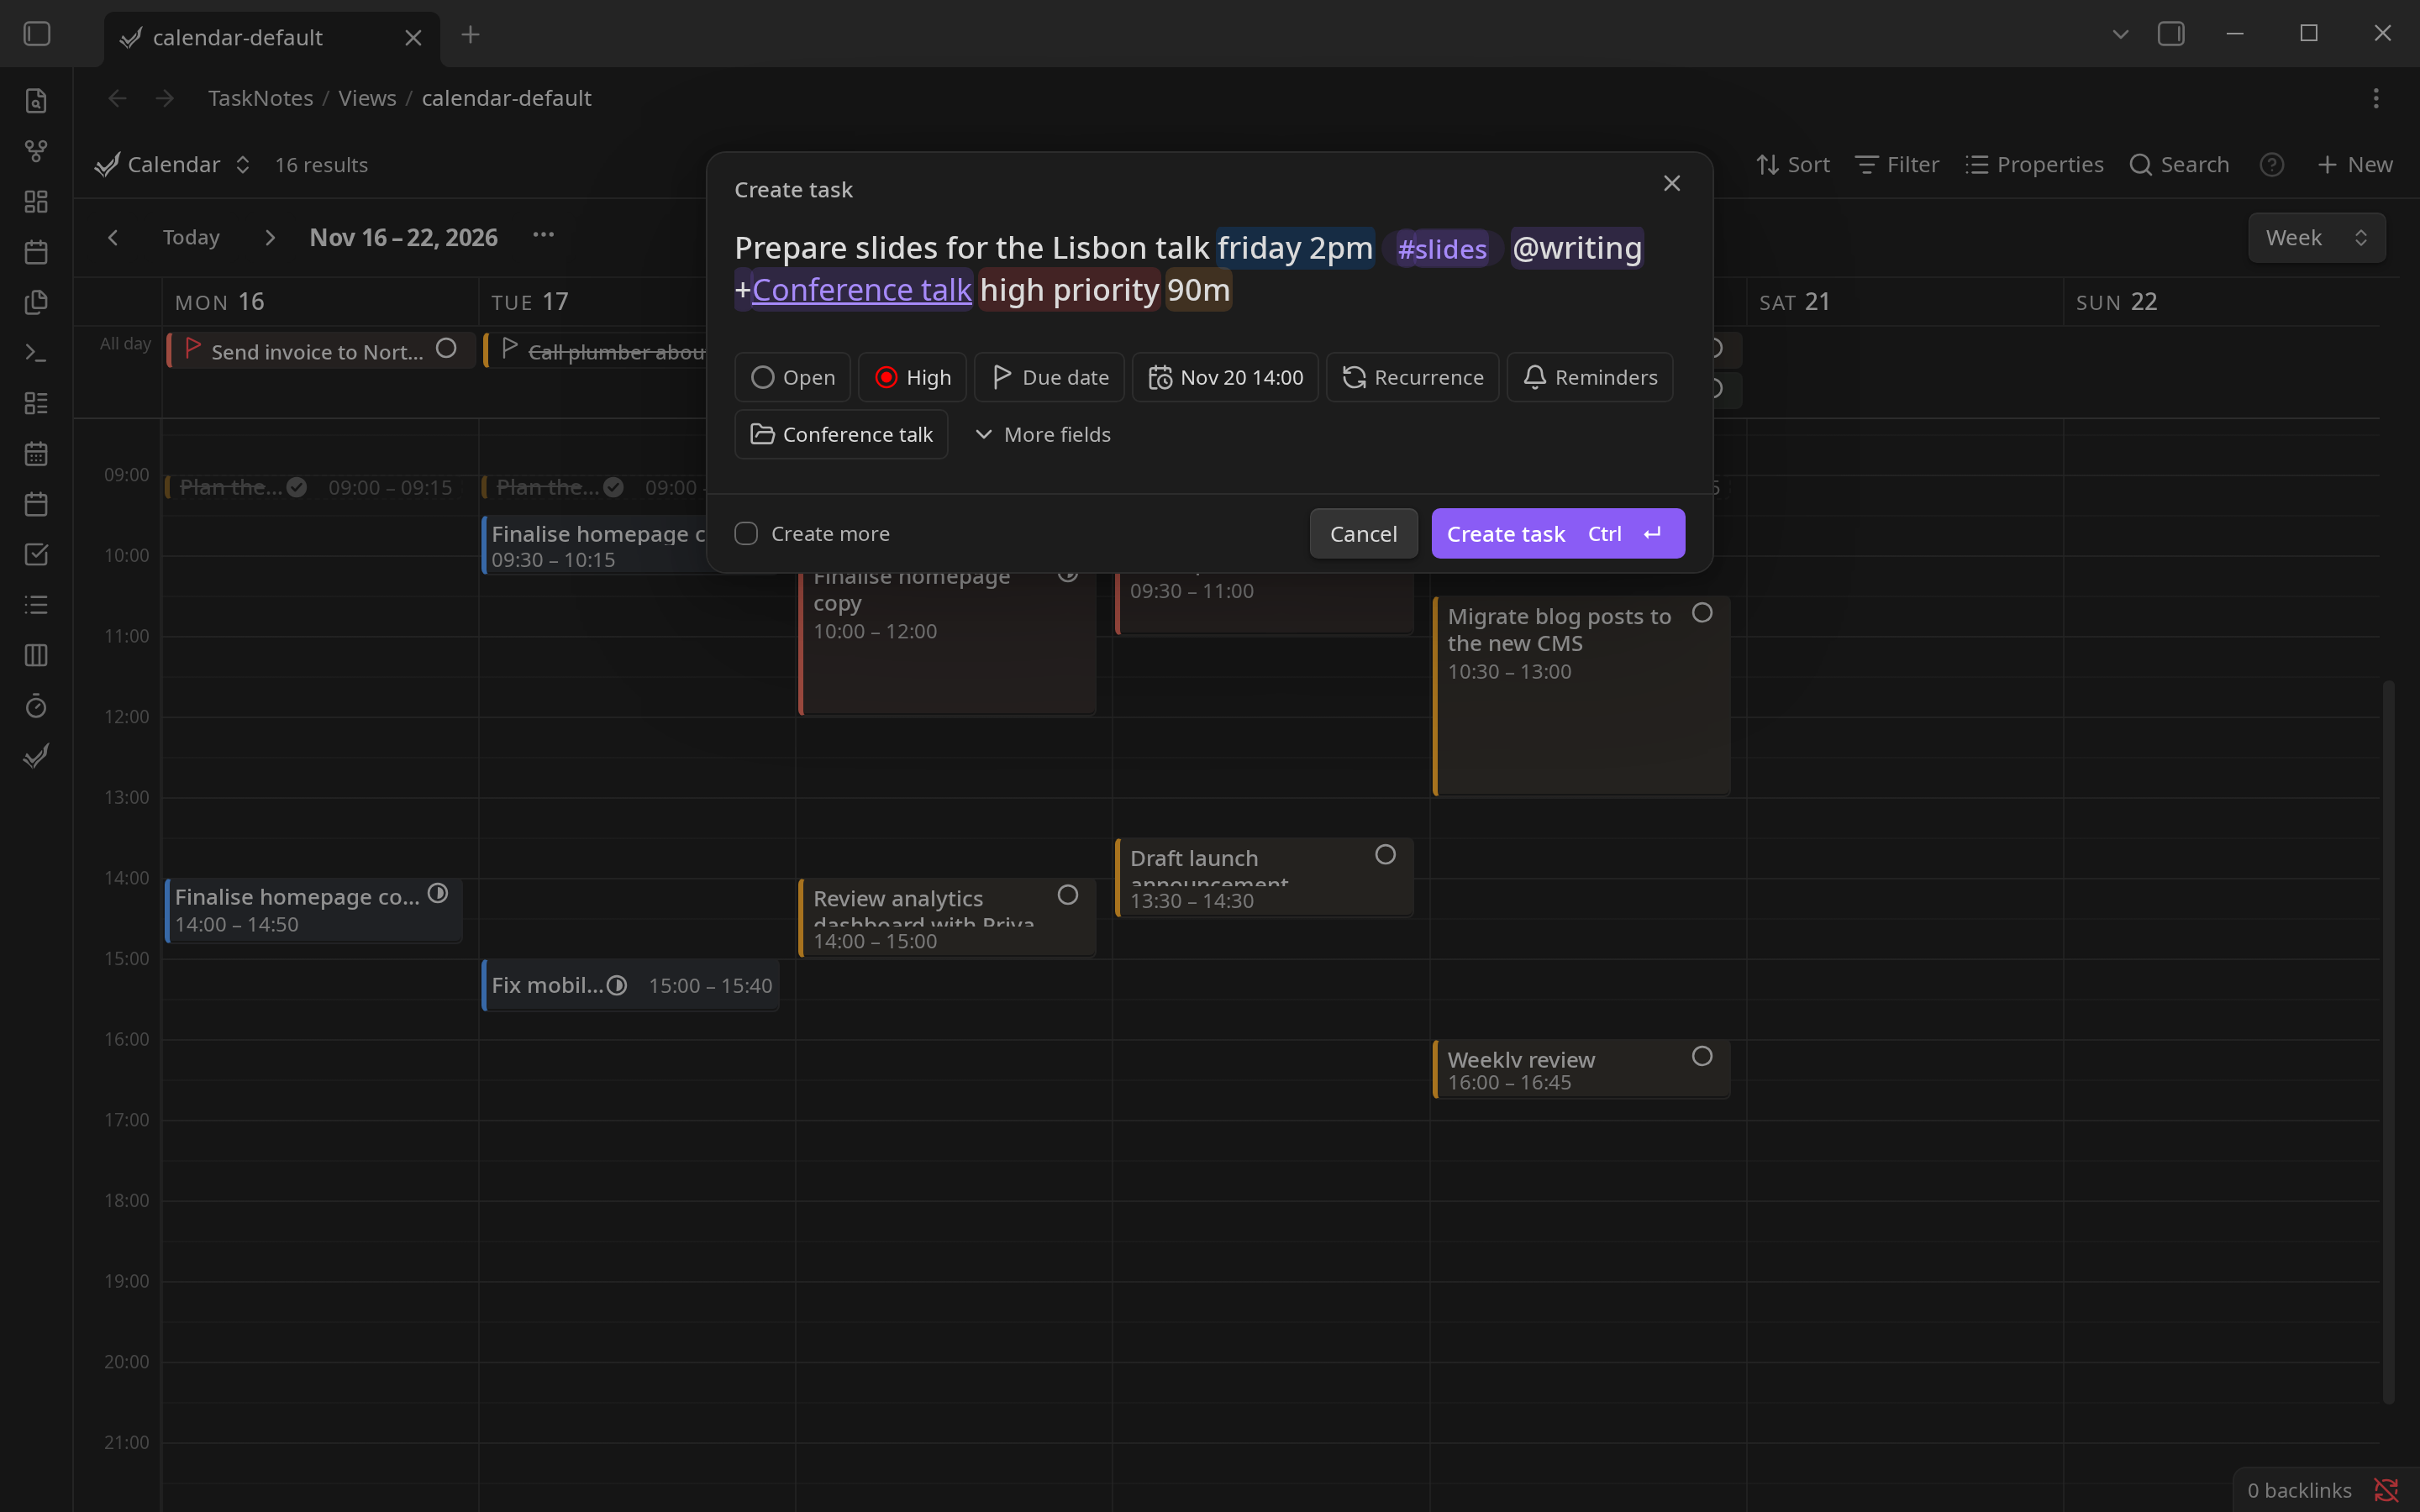 calendar-default
TaskNotes / Views / calendar-default
Calendar 16 results
Sort Filter Properties Search New
Today Nov 16 – 22, 2026 Week
MON 16 TUE 17 SAT 21 SUN 22
All day
Send invoice to Nort...
Call plumber abou
Create task
Prepare slides for the Lisbon talk friday 2pm #slides @writing
+Conference talk high priority 90m
Open High Due date Nov 20 14:00 Recurrence Reminders
Conference talk More fields
Create more Cancel Create task Ctrl
09:00
10:00
11:00
12:00
13:00
14:00
15:00
16:00
17:00
18:00
19:00
20:00
21:00
Plan the... 09:00 – 09:15
Finalise homepage co...
14:00 – 14:50
Plan the... 09:00
Finalise homepage c
09:30 – 10:15
Fix mobil... 15:00 – 15:40
Finalise homepage
copy
10:00 – 12:00
Review analytics
dashboard with Priya
14:00 – 15:00
09:30 – 11:00
Draft launch
announcement
13:30 – 14:30
Migrate blog posts to
the new CMS
10:30 – 13:00
Weekly review
16:00 – 16:45
0 backlinks